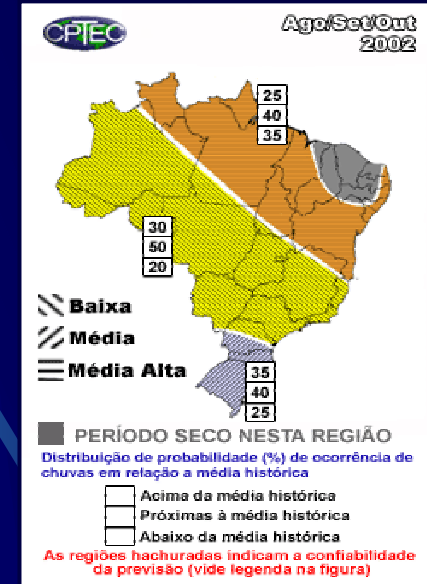 CPTEC
Ago/Set/Out
2002
25
40
35
30
50
20
Baixa
Média
Média Alta
35
40
25
PERÍODO SECO NESTA REGIÃO
Distribuição de probabilidade (%) de ocorrência de
chuvas em relação a média histórica
Acima da média histórica
Próximas à média histórica
Abaixo da média histórica
As regiões hachuradas indicam a confiabilidade
da previsão (vide legenda na figura)